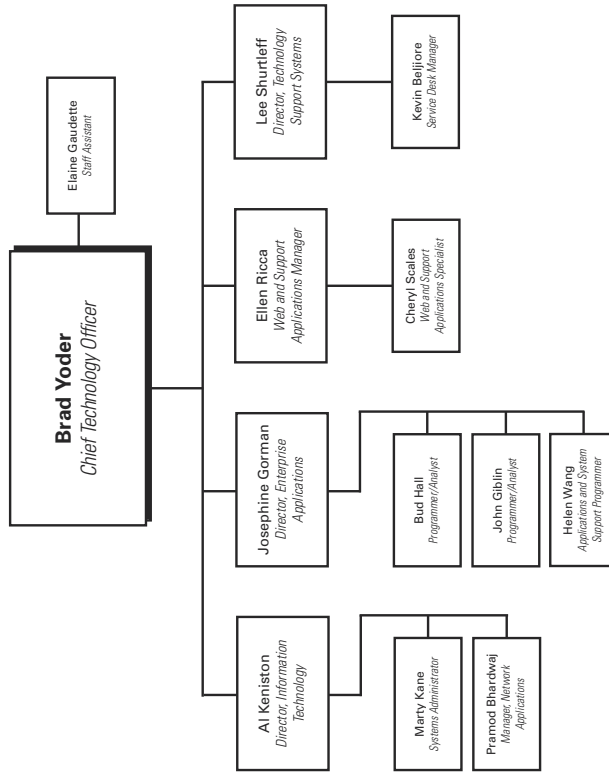 Brad Yoder
Chief Technology Officer
Elaine Gaudette
Staff Assistant
Al Keniston
Director, Information
Technology
Marty Kane
Systems Administrator
Pramod Bhardwaj
Manager, Network
Applications
Josephine Gorman
Director, Enterprise
Applications
Bud Hall
Programmer/Analyst
John Giblin
Programmer/Analyst
Helen Wang
Applications and System
Support Programmer
Ellen Ricca
Web and Support
Applications Manager
Cheryl Scales
Web and Support
Applications Specialist
Lee Shurtleff
Director, Technology
Support Systems
Kevin Beljiore
Service Desk Manager